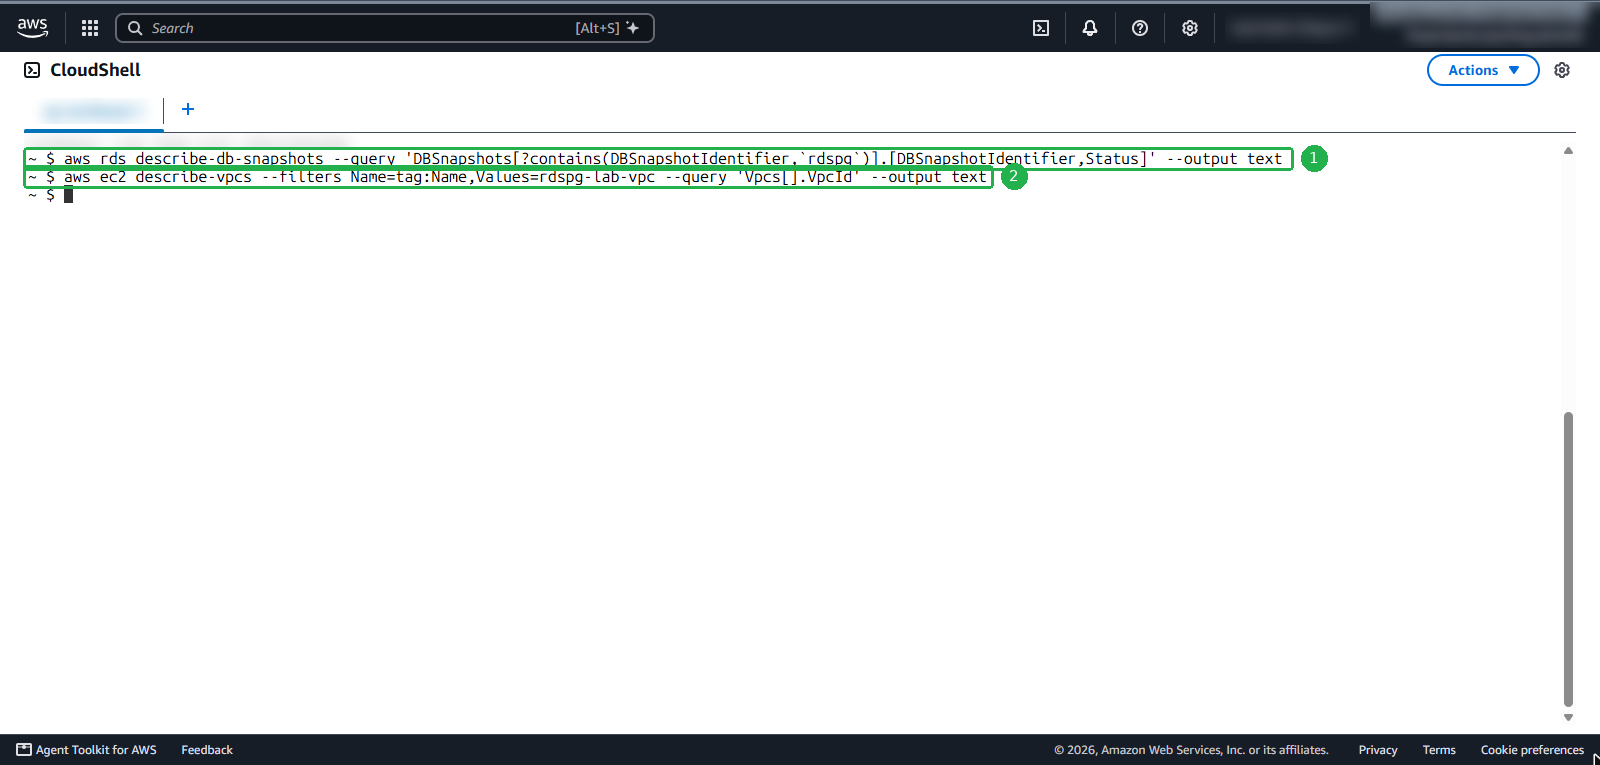 aws
Search [Alt+S]
CloudShell
Actions
+
~ $ aws rds describe-db-snapshots --query 'DBSnapshots[?contains(DBSnapshotIdentifier,`rdspg`)].[DBSnapshotIdentifier,Status]' --output text
1
~ $ aws ec2 describe-vpcs --filters Name=tag:Name,Values=rdspg-lab-vpc --query 'Vpcs[].VpcId' --output text
2
~ $
Agent Toolkit for AWS Feedback © 2026, Amazon Web Services, Inc. or its affiliates. Privacy Terms Cookie preferences